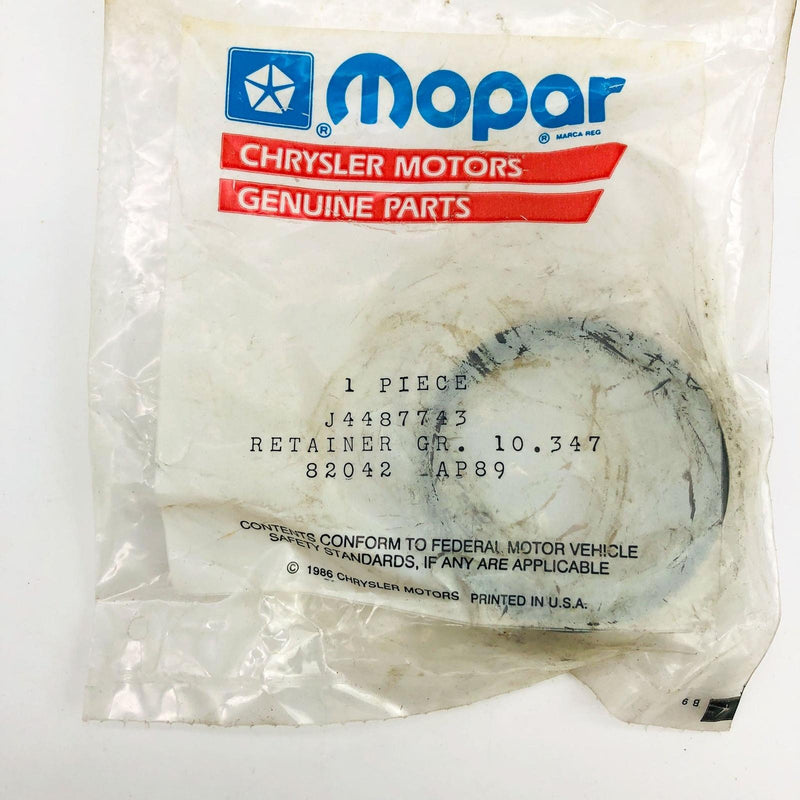 Mopar
® ® MARCA REG
CHRYSLER MOTORS
GENUINE PARTS
1 PIECE
J4487743
RETAINER GR. 10.347
82042 AP89
CONTENTS CONFORM TO FEDERAL MOTOR VEHICLE
SAFETY STANDARDS, IF ANY ARE APPLICABLE
© 1986 CHRYSLER MOTORS PRINTED IN U.S.A.